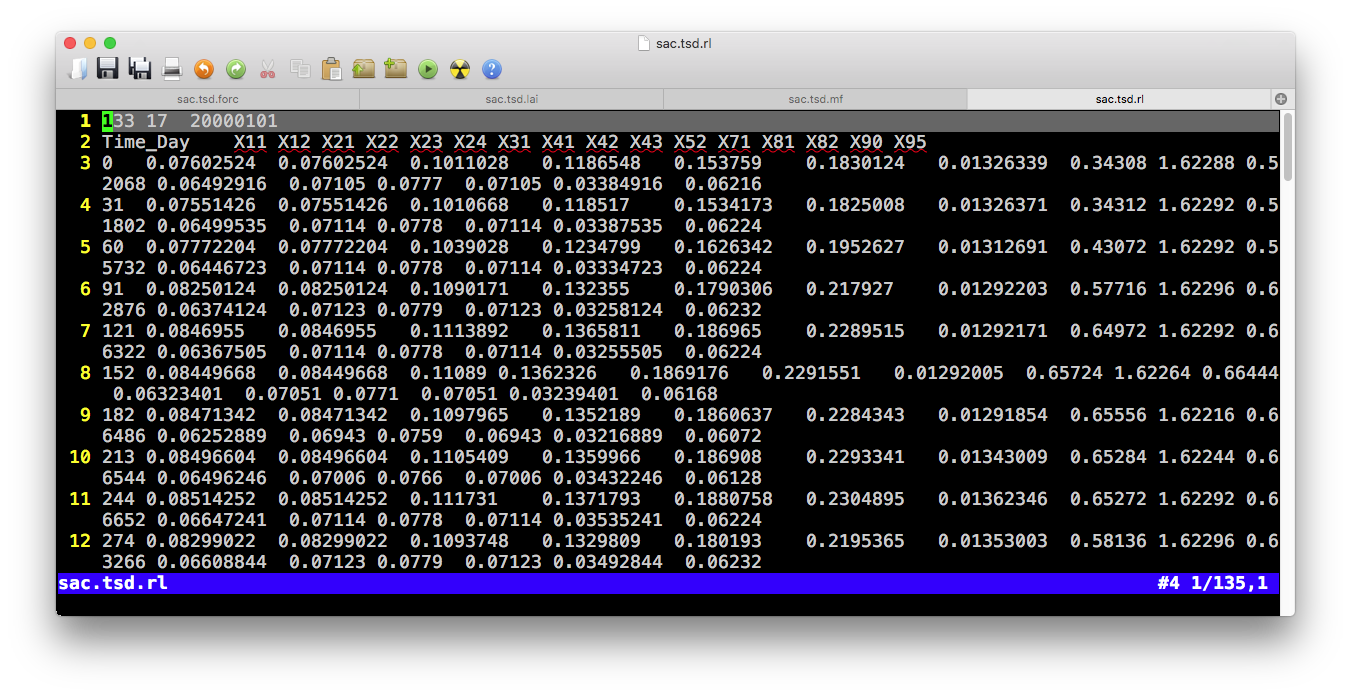 sac.tsd.rl
sac.tsd.forc sac.tsd.lai sac.tsd.mf sac.tsd.rl
1 133 17 20000101
2 Time_Day X11 X12 X21 X22 X23 X24 X31 X41 X42 X43 X52 X71 X81 X82 X90 X95
3 0 0.07602524 0.07602524 0.1011028 0.1186548 0.153759 0.1830124 0.01326339 0.34308 1.62288 0.5
2068 0.06492916 0.07105 0.0777 0.07105 0.03384916 0.06216
4 31 0.07551426 0.07551426 0.1010668 0.118517 0.1534173 0.1825008 0.01326371 0.34312 1.62292 0.5
1802 0.06499535 0.07114 0.0778 0.07114 0.03387535 0.06224
5 60 0.07772204 0.07772204 0.1039028 0.1234799 0.1626342 0.1952627 0.01312691 0.43072 1.62292 0.5
5732 0.06446723 0.07114 0.0778 0.07114 0.03334723 0.06224
6 91 0.08250124 0.08250124 0.1090171 0.132355 0.1790306 0.217927 0.01292203 0.57716 1.62296 0.6
2876 0.06374124 0.07123 0.0779 0.07123 0.03258124 0.06232
7 121 0.0846955 0.0846955 0.1113892 0.1365811 0.186965 0.2289515 0.01292171 0.64972 1.62292 0.6
6322 0.06367505 0.07114 0.0778 0.07114 0.03255505 0.06224
8 152 0.08449668 0.08449668 0.11089 0.1362326 0.1869176 0.2291551 0.01292005 0.65724 1.62264 0.66444
0.06323401 0.07051 0.0771 0.07051 0.03239401 0.06168
9 182 0.08471342 0.08471342 0.1097965 0.1352189 0.1860637 0.2284343 0.01291854 0.65556 1.62216 0.6
6486 0.06252889 0.06943 0.0759 0.06943 0.03216889 0.06072
10 213 0.08496604 0.08496604 0.1105409 0.1359966 0.186908 0.2293341 0.01343009 0.65284 1.62244 0.6
6544 0.06496246 0.07006 0.0766 0.07006 0.03432246 0.06128
11 244 0.08514252 0.08514252 0.111731 0.1371793 0.1880758 0.2304895 0.01362346 0.65272 1.62292 0.6
6652 0.06647241 0.07114 0.0778 0.07114 0.03535241 0.06224
12 274 0.08299022 0.08299022 0.1093748 0.1329809 0.180193 0.2195365 0.01353003 0.58136 1.62296 0.6
3266 0.06608844 0.07123 0.0779 0.07123 0.03492844 0.06232
sac.tsd.rl #4 1/135,1